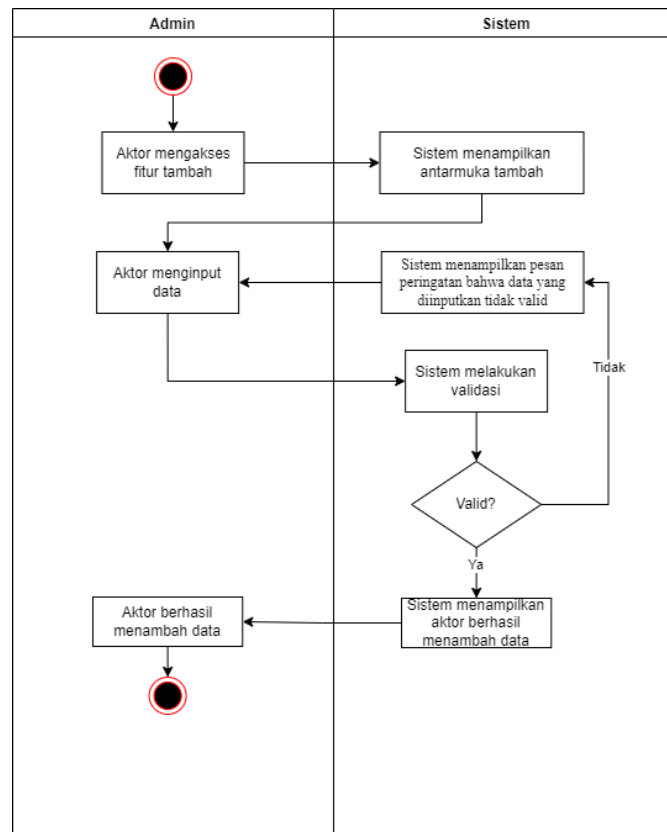 Admin
Sistem
Aktor mengakses
fitur tambah
Sistem menampilkan
antarmuka tambah
Aktor menginput
data
Sistem menampilkan pesan
peringatan bahwa data yang
diinputkan tidak valid
Sistem melakukan
validasi
Tidak
Valid?
Ya
Aktor berhasil
menambah data
Sistem menampilkan
aktor berhasil
menambah data